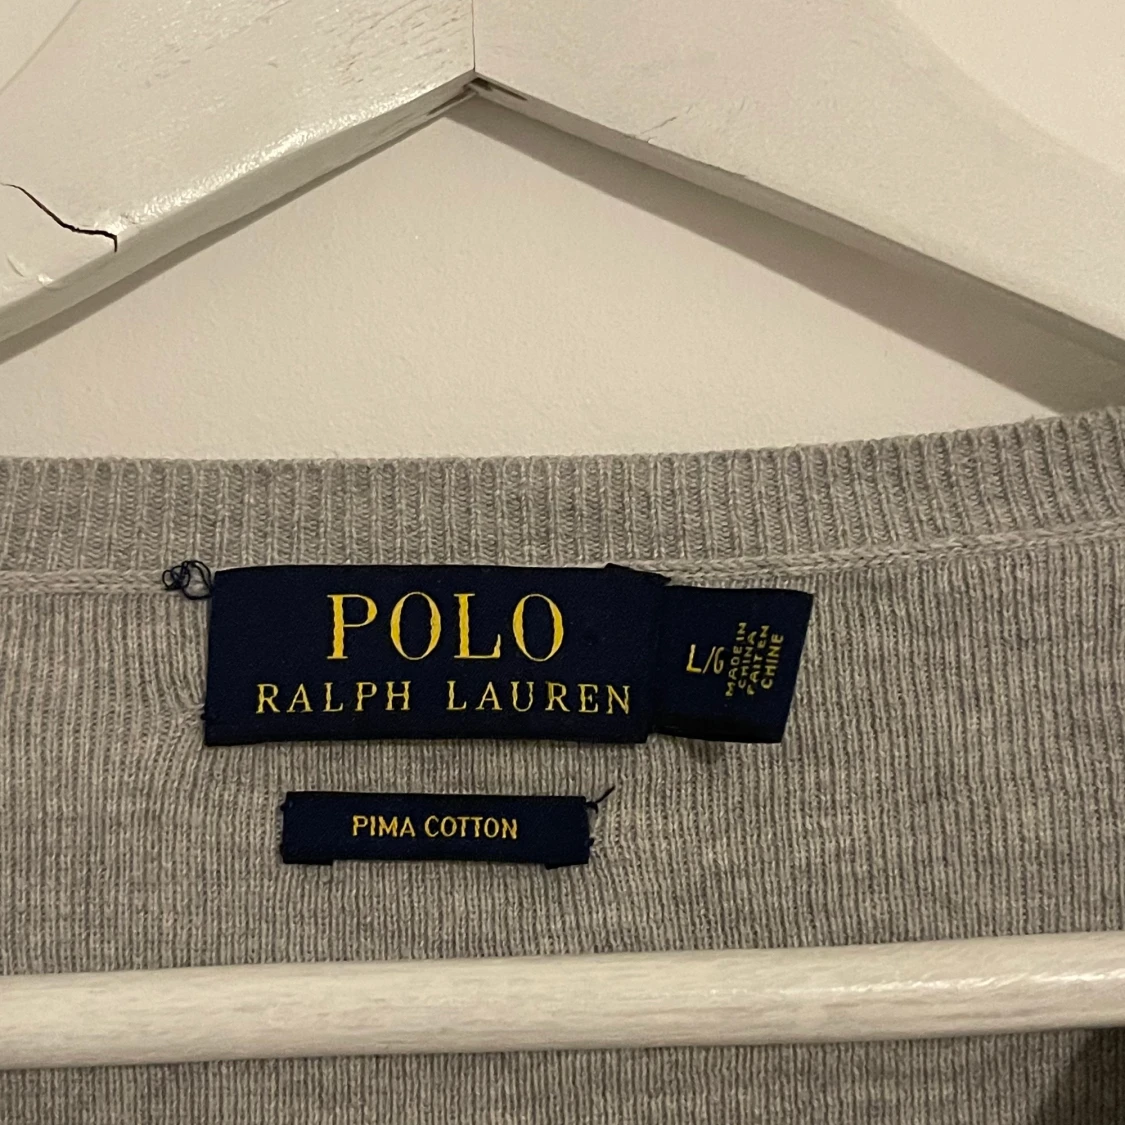 POLO
RALPH LAUREN
L/G
MADE IN
CHINA
FAIT EN
CHINE
PIMA COTTON